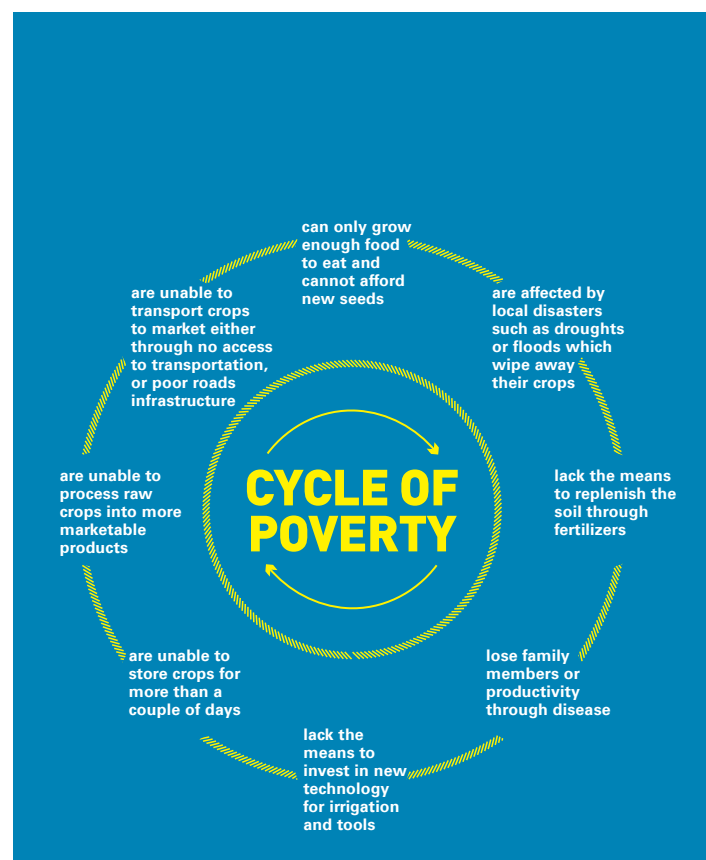 can only grow
enough food
to eat and
cannot afford
new seeds
are affected by
local disasters
such as droughts
or floods which
wipe away
their crops
lack the means
to replenish the
soil through
fertilizers
lose family
members or
productivity
through disease
lack the
means to
invest in new
technology
for irrigation
and tools
are unable to
store crops for
more than a
couple of days
are unable to
process raw
crops into more
marketable
products
are unable to
transport crops
to market either
through no access
to transportation,
or poor roads
infrastructure
CYCLE OF
POVERTY